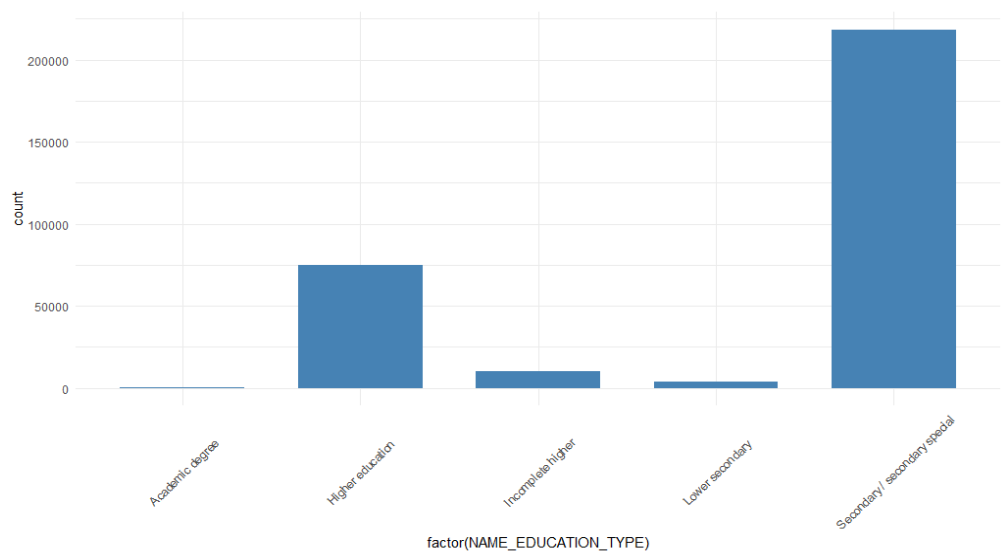 count
200000
150000
100000
50000
0
Academic degree
Higher education
Incomplete higher
Lower secondary
Secondary / secondary special
factor(NAME_EDUCATION_TYPE)